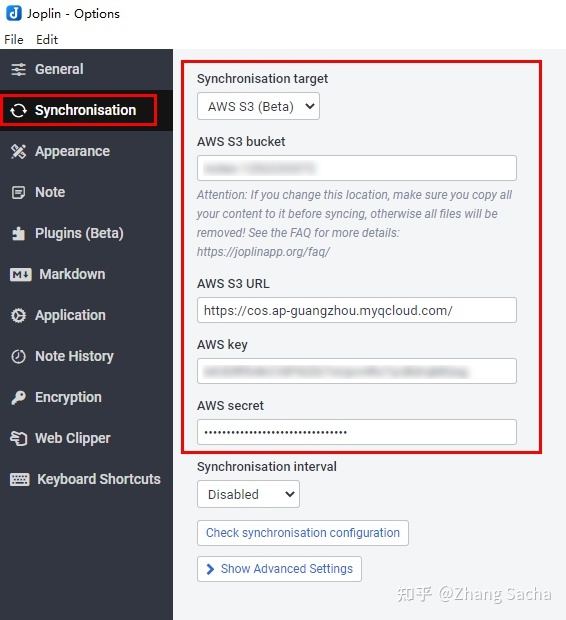 Joplin - Options
File Edit
General
Synchronisation
Appearance
Note
Plugins (Beta)
Markdown
Application
Note History
Encryption
Web Clipper
Keyboard Shortcuts
Synchronisation target
AWS S3 (Beta)
AWS S3 bucket
Attention: If you change this location, make sure you copy all
your content to it before syncing, otherwise all files will be
removed! See the FAQ for more details:
https://joplinapp.org/faq/
AWS S3 URL
https://cos.ap-guangzhou.myqcloud.com/
AWS key
AWS secret
••••••••••••••••••••••••••••••••
Synchronisation interval
Disabled
Check synchronisation configuration
Show Advanced Settings
知乎 @Zhang Sacha